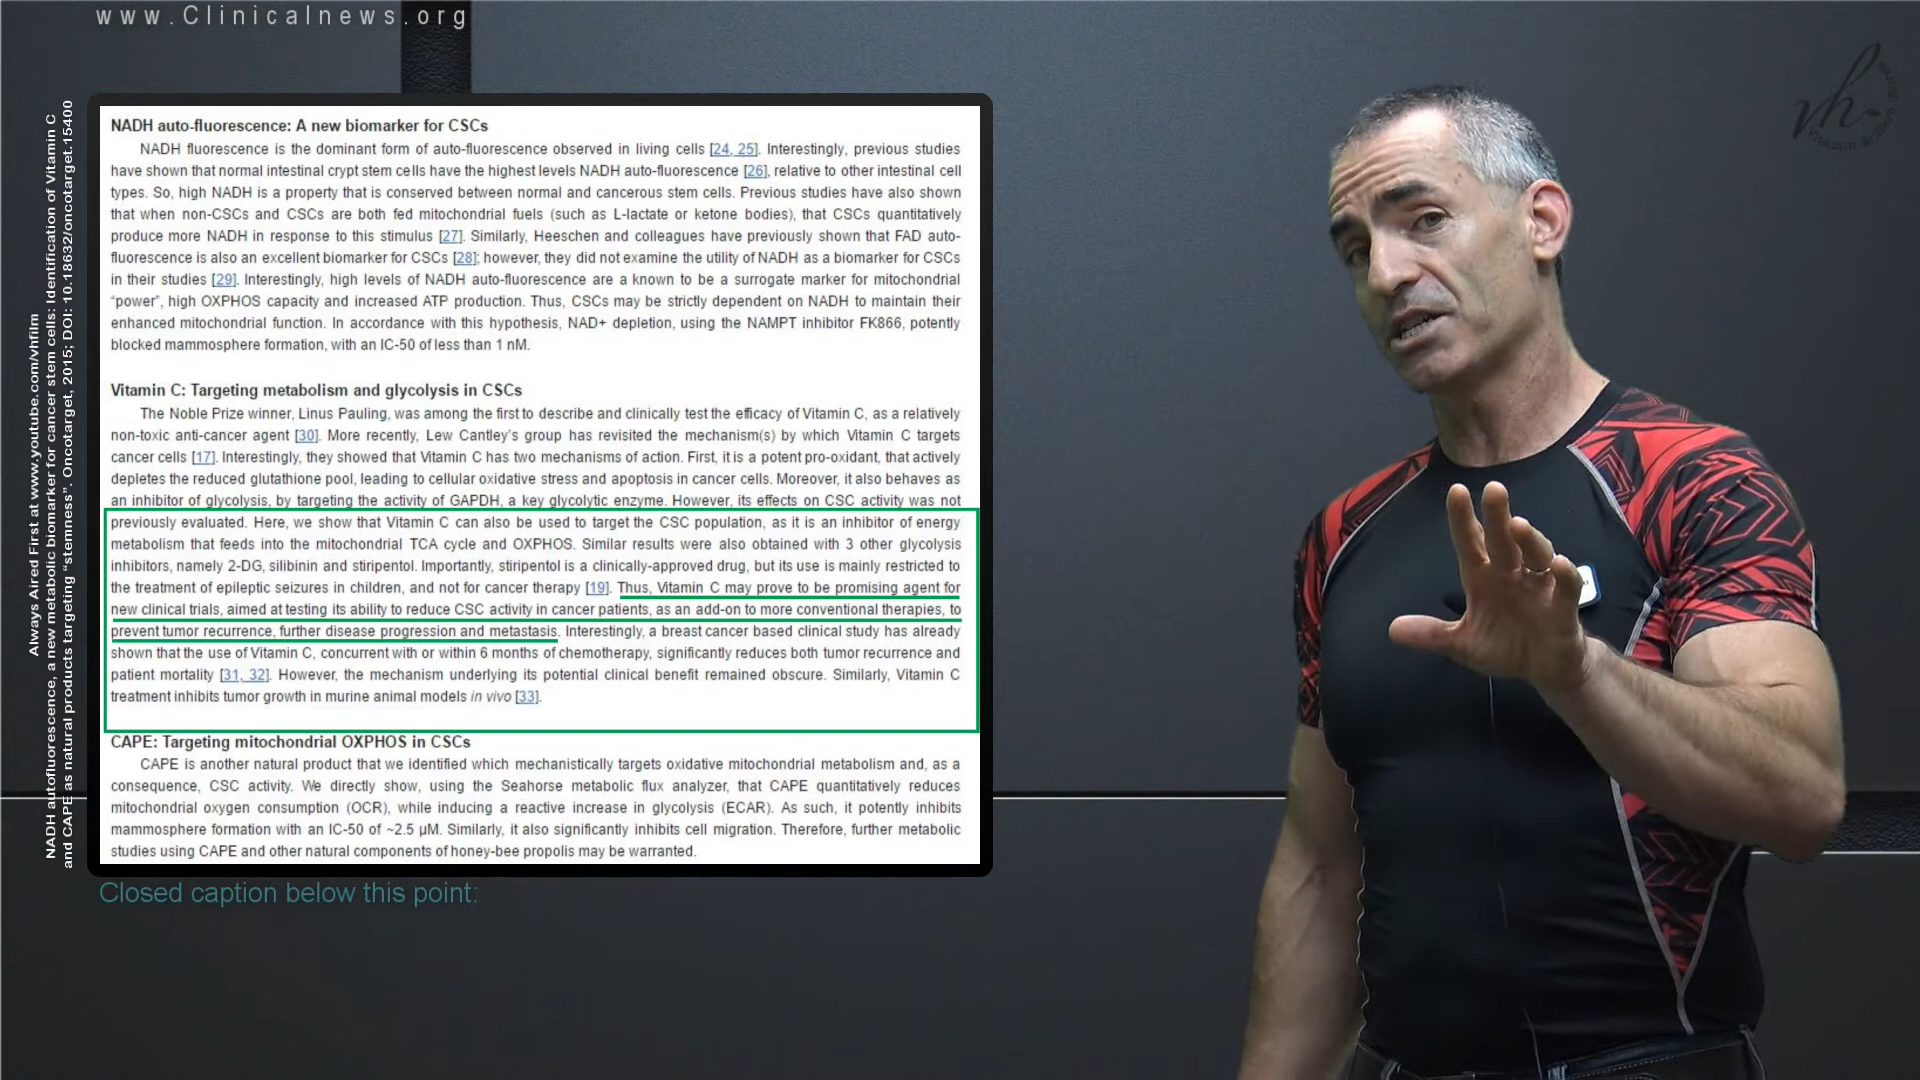 www.Clinicalnews.org
Always Aired First at www.youtube.com/vhfilm
NADH autofluorescence, a new metabolic biomarker for cancer stem cells: Identification of Vitamin C
and CAPE as natural products targeting “stemness”. Oncotarget, 2015; DOI: 10.18632/oncotarget.15400
NADH auto-fluorescence: A new biomarker for CSCs
NADH fluorescence is the dominant form of auto-fluorescence observed in living cells [24, 25]. Interestingly, previous studies
have shown that normal intestinal crypt stem cells have the highest levels NADH auto-fluorescence [26], relative to other intestinal cell
types. So, high NADH is a property that is conserved between normal and cancerous stem cells. Previous studies have also shown
that when non-CSCs and CSCs are both fed mitochondrial fuels (such as L-lactate or ketone bodies), that CSCs quantitatively
produce more NADH in response to this stimulus [27]. Similarly, Heeschen and colleagues have previously shown that FAD auto-
fluorescence is also an excellent biomarker for CSCs [28]; however, they did not examine the utility of NADH as a biomarker for CSCs
in their studies [29]. Interestingly, high levels of NADH auto-fluorescence are a known to be a surrogate marker for mitochondrial
“power”, high OXPHOS capacity and increased ATP production. Thus, CSCs may be strictly dependent on NADH to maintain their
enhanced mitochondrial function. In accordance with this hypothesis, NAD+ depletion, using the NAMPT inhibitor FK866, potently
blocked mammosphere formation, with an IC-50 of less than 1 nM.
Vitamin C: Targeting metabolism and glycolysis in CSCs
The Noble Prize winner, Linus Pauling, was among the first to describe and clinically test the efficacy of Vitamin C, as a relatively
non-toxic anti-cancer agent [30]. More recently, Lew Cantley’s group has revisited the mechanism(s) by which Vitamin C targets
cancer cells [17]. Interestingly, they showed that Vitamin C has two mechanisms of action. First, it is a potent pro-oxidant, that actively
depletes the reduced glutathione pool, leading to cellular oxidative stress and apoptosis in cancer cells. Moreover, it also behaves as
an inhibitor of glycolysis, by targeting the activity of GAPDH, a key glycolytic enzyme. However, its effects on CSC activity was not
previously evaluated. Here, we show that Vitamin C can also be used to target the CSC population, as it is an inhibitor of energy
metabolism that feeds into the mitochondrial TCA cycle and OXPHOS. Similar results were also obtained with 3 other glycolysis
inhibitors, namely 2-DG, silibinin and stiripentol. Importantly, stiripentol is a clinically-approved drug, but its use is mainly restricted to
the treatment of epileptic seizures in children, and not for cancer therapy [19]. Thus, Vitamin C may prove to be promising agent for
new clinical trials, aimed at testing its ability to reduce CSC activity in cancer patients, as an add-on to more conventional therapies, to
prevent tumor recurrence, further disease progression and metastasis. Interestingly, a breast cancer based clinical study has already
shown that the use of Vitamin C, concurrent with or within 6 months of chemotherapy, significantly reduces both tumor recurrence and
patient mortality [31, 32]. However, the mechanism underlying its potential clinical benefit remained obscure. Similarly, Vitamin C
treatment inhibits tumor growth in murine animal models in vivo [33].
CAPE: Targeting mitochondrial OXPHOS in CSCs
CAPE is another natural product that we identified which mechanistically targets oxidative mitochondrial metabolism and, as a
consequence, CSC activity. We directly show, using the Seahorse metabolic flux analyzer, that CAPE quantitatively reduces
mitochondrial oxygen consumption (OCR), while inducing a reactive increase in glycolysis (ECAR). As such, it potently inhibits
mammosphere formation with an IC-50 of ~2.5 µM. Similarly, it also significantly inhibits cell migration. Therefore, further metabolic
studies using CAPE and other natural components of honey-bee propolis may be warranted.
Closed caption below this point:
vh